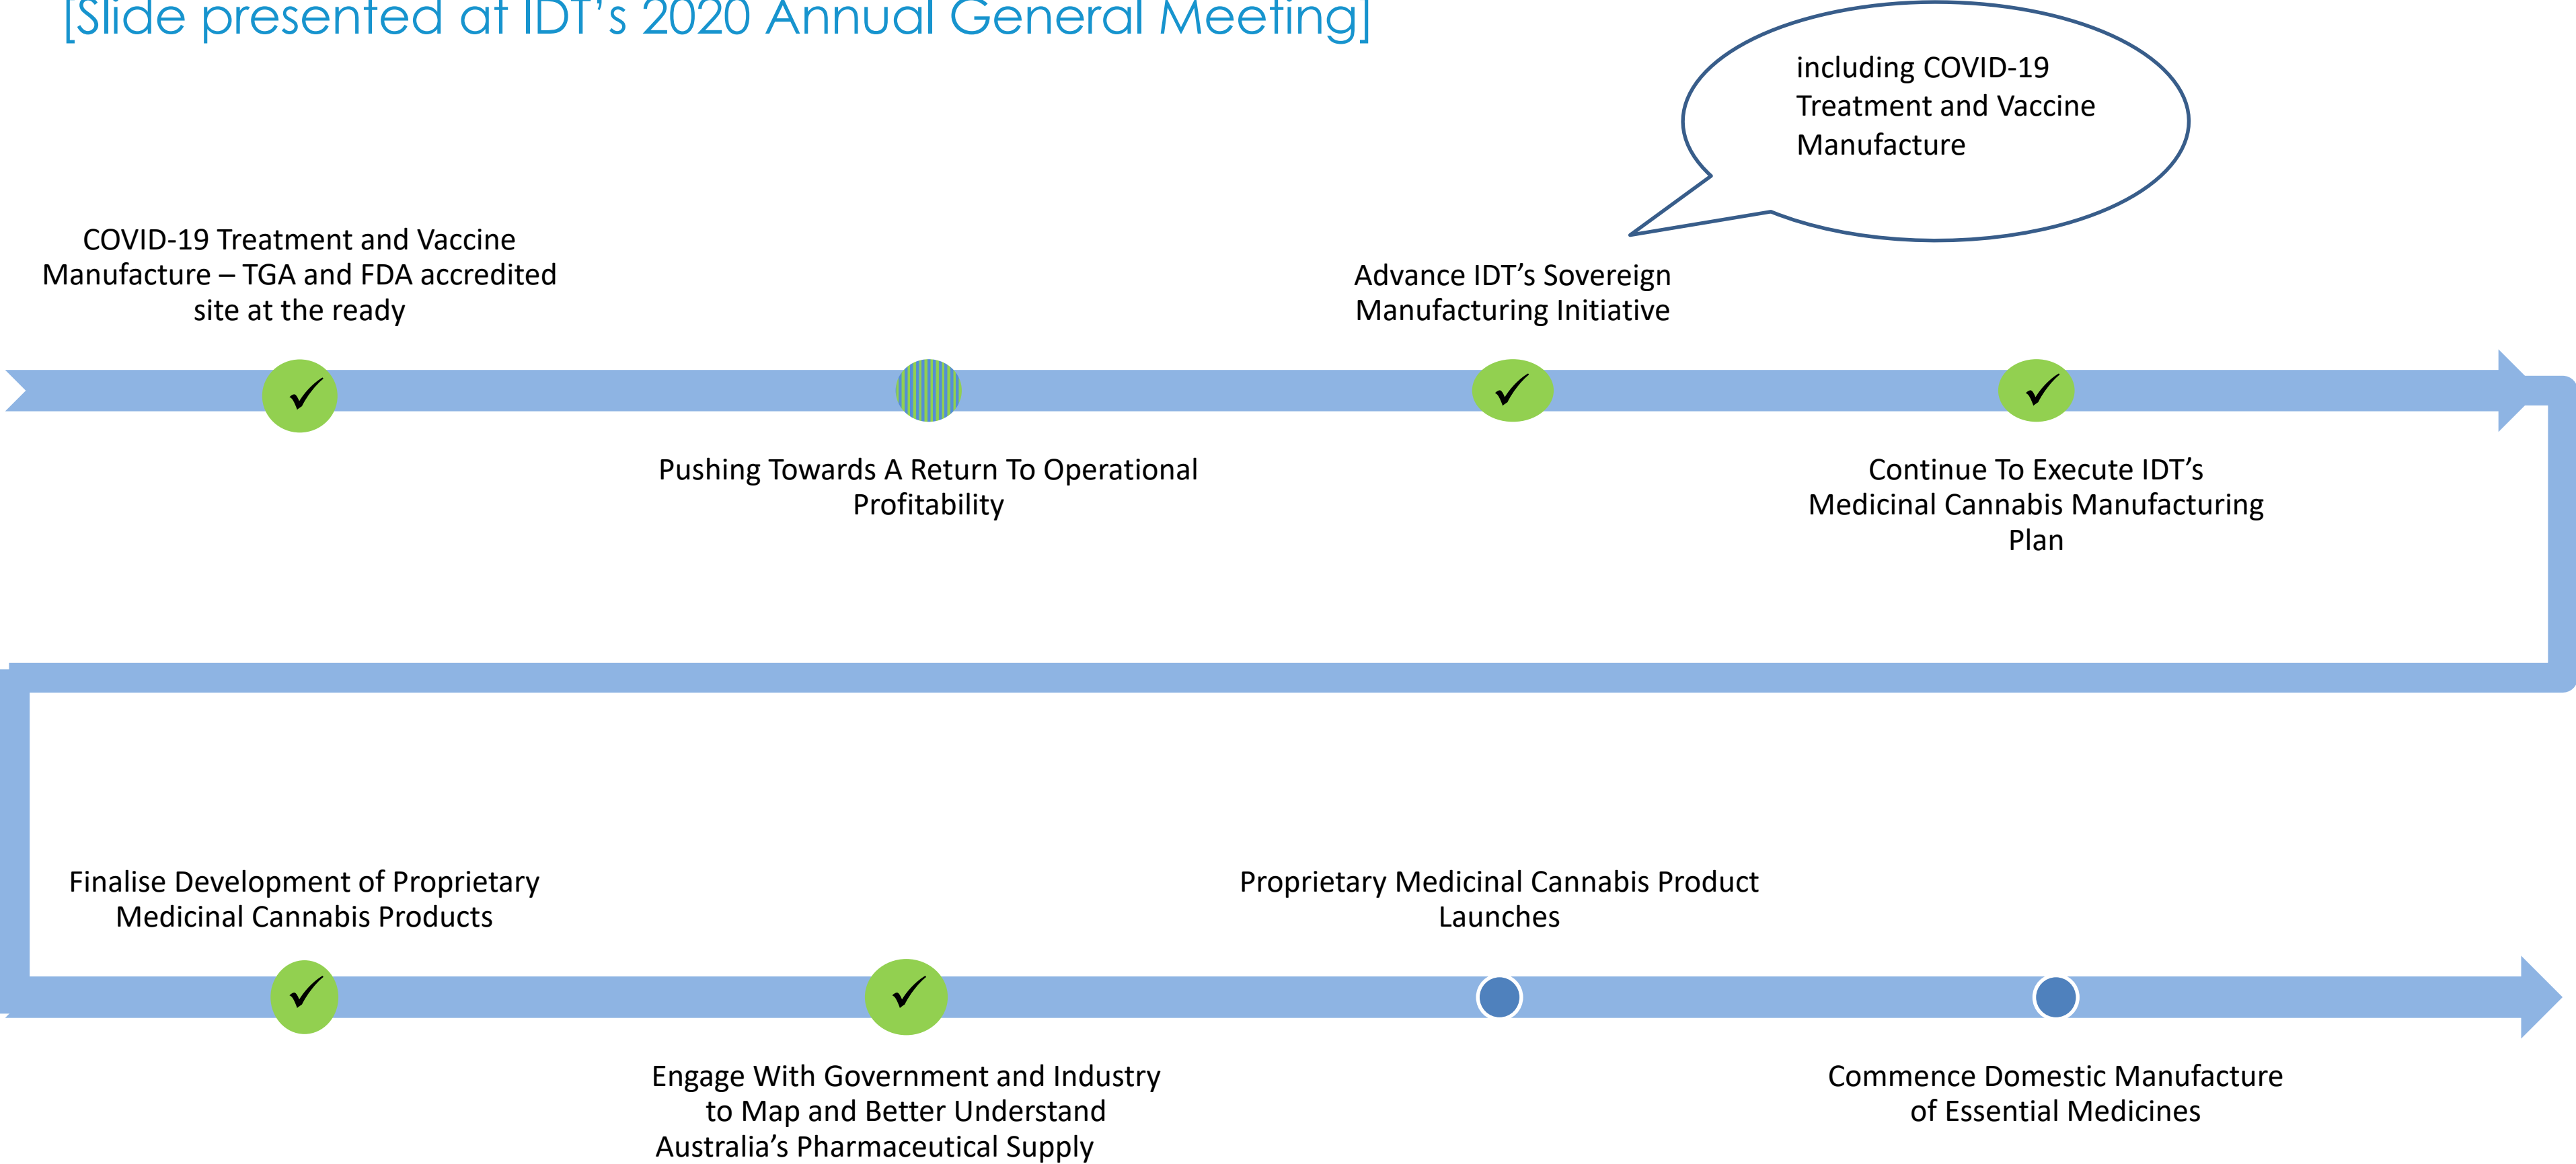 [Slide presented at IDT’s 2020 Annual General Meeting]
including COVID-19
Treatment and Vaccine
Manufacture
COVID-19 Treatment and Vaccine
Manufacture – TGA and FDA accredited
site at the ready
Advance IDT’s Sovereign
Manufacturing Initiative
Pushing Towards A Return To Operational
Profitability
Continue To Execute IDT’s
Medicinal Cannabis Manufacturing
Plan
Finalise Development of Proprietary
Medicinal Cannabis Products
Proprietary Medicinal Cannabis Product
Launches
Engage With Government and Industry
to Map and Better Understand
Australia’s Pharmaceutical Supply
Commence Domestic Manufacture
of Essential Medicines